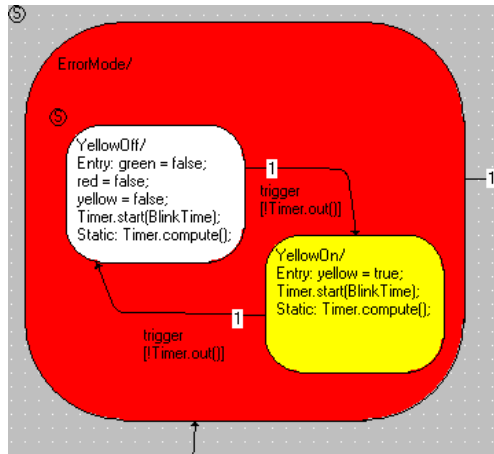 S
ErrorMode/
S
YellowOff/
Entry: green = false;
red = false;
yellow = false;
Timer.start(BlinkTime);
Static: Timer.compute();
1
1
trigger
[!Timer.out()]
YellowOn/
Entry: yellow = true;
Timer.start(BlinkTime);
Static: Timer.compute();
1
trigger
[!Timer.out()]